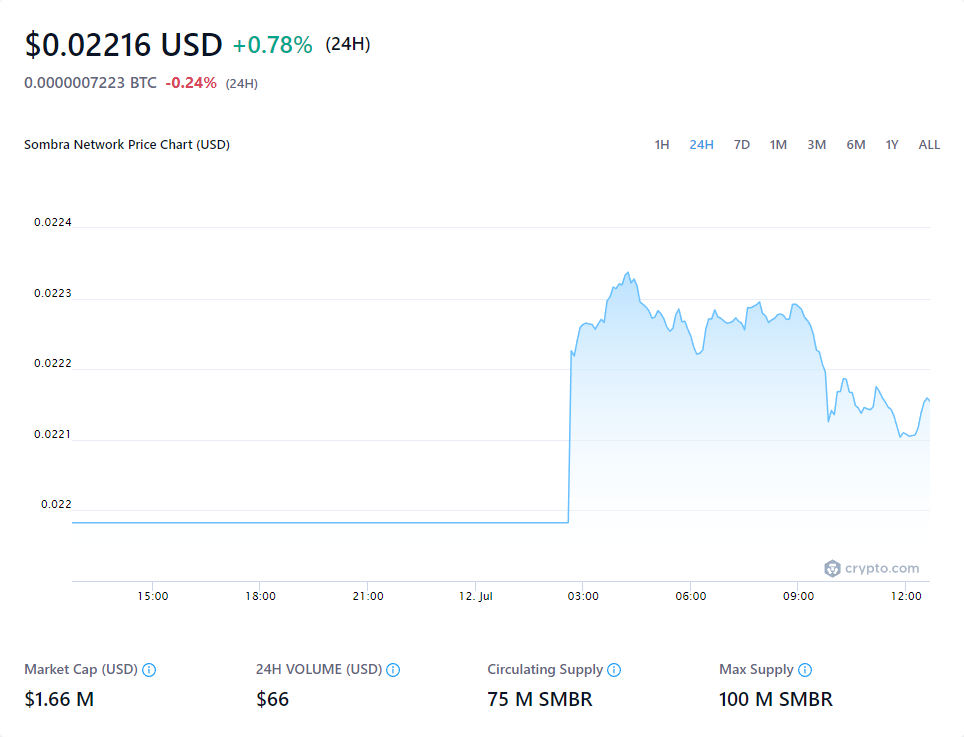 $0.02216 USD +0.78% (24H)
0.0000007223 BTC -0.24% (24H)
Sombra Network Price Chart (USD) 1H 24H 7D 1M 3M 6M 1Y ALL
0.0224
0.0223
0.0222
0.0221
0.022
crypto.com
15:00 18:00 21:00 12. Jul 03:00 06:00 09:00 12:00
Market Cap (USD) 24H VOLUME (USD) Circulating Supply Max Supply
$1.66 M $66 75 M SMBR 100 M SMBR